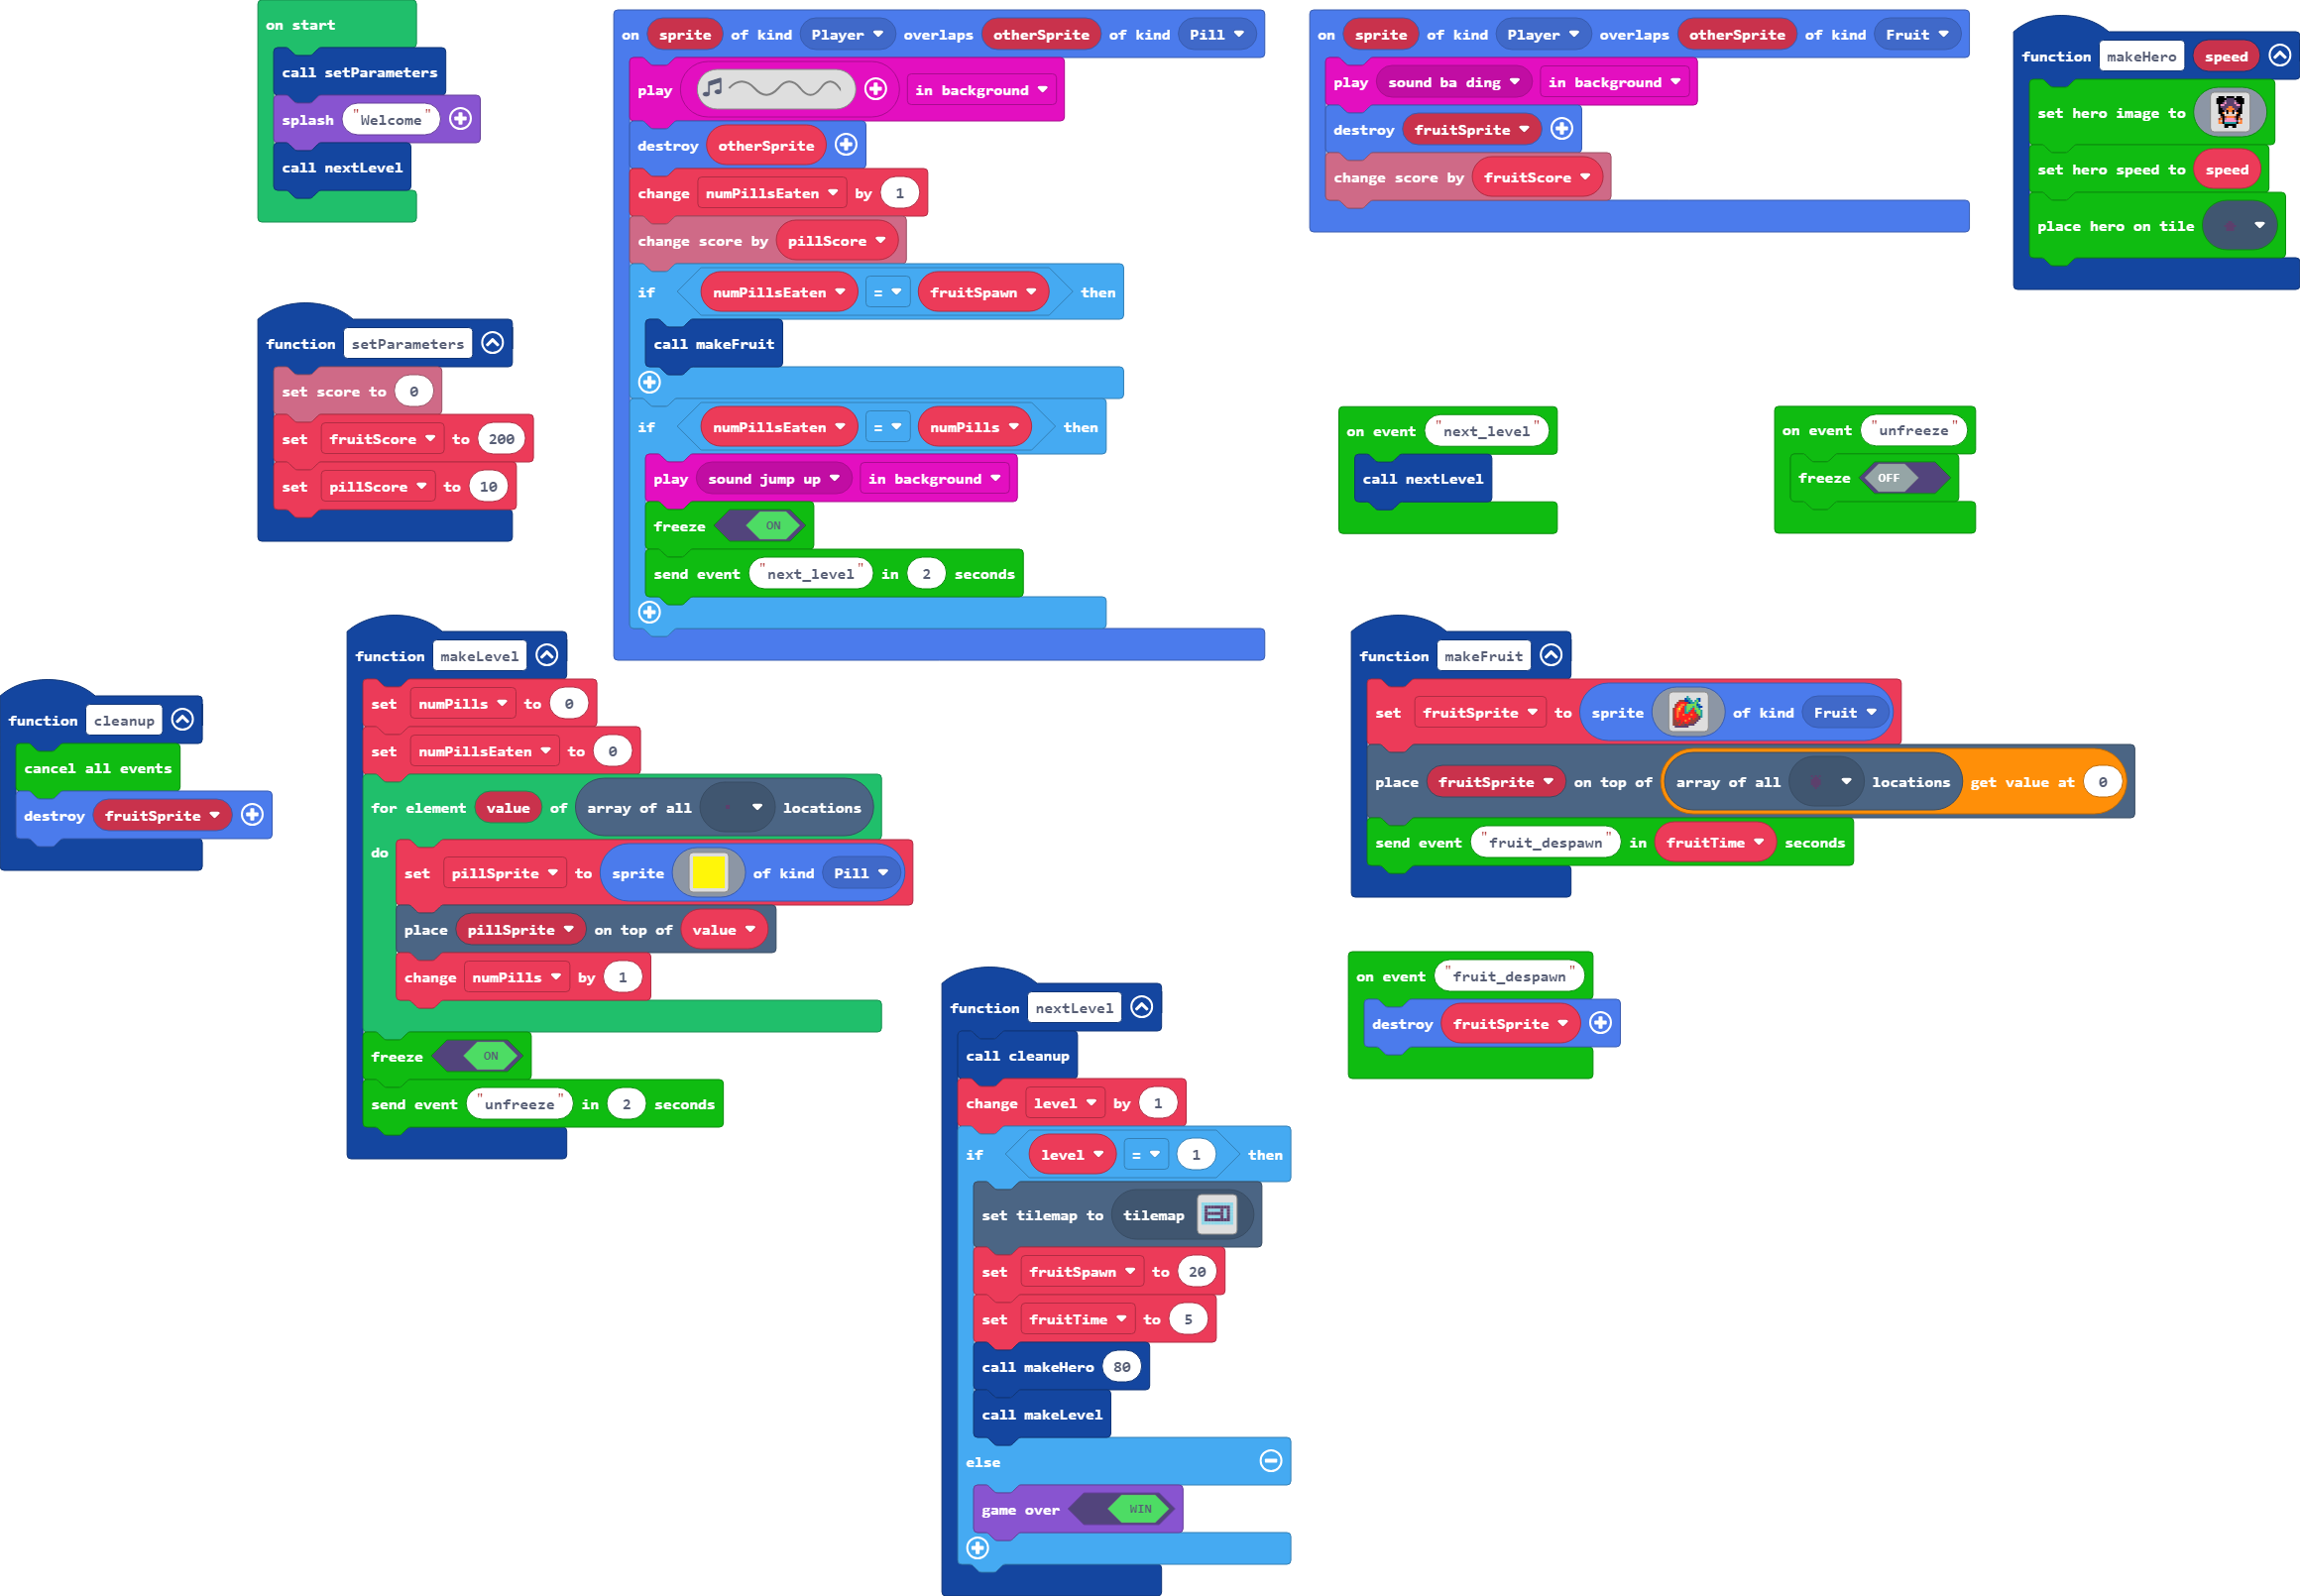 on start
call setParameters
splash "Welcome"
call nextLevel
function setParameters
set score to 0
set fruitScore to 200
set pillScore to 10
on sprite of kind Player overlaps otherSprite of kind Pill
play in background
destroy otherSprite
change numPillsEaten by 1
change score by pillScore
if numPillsEaten = fruitSpawn then
call makeFruit
if numPillsEaten = numPills then
play sound jump up in background
freeze ON
send event "next_level" in 2 seconds
on sprite of kind Player overlaps otherSprite of kind Fruit
play sound ba ding in background
destroy fruitSprite
change score by fruitScore
function makeHero speed
set hero image to
set hero speed to speed
place hero on tile
on event "next_level"
call nextLevel
on event "unfreeze"
freeze OFF
function cleanup
cancel all events
destroy fruitSprite
function makeLevel
set numPills to 0
set numPillsEaten to 0
for element value of array of all locations
do
set pillSprite to sprite of kind Pill
place pillSprite on top of value
change numPills by 1
freeze ON
send event "unfreeze" in 2 seconds
function makeFruit
set fruitSprite to sprite of kind Fruit
place fruitSprite on top of array of all locations get value at 0
send event "fruit_despawn" in fruitTime seconds
on event "fruit_despawn"
destroy fruitSprite
function nextLevel
call cleanup
change level by 1
if level = 1 then
set tilemap to tilemap
set fruitSpawn to 20
set fruitTime to 5
call makeHero 80
call makeLevel
else
game over WIN